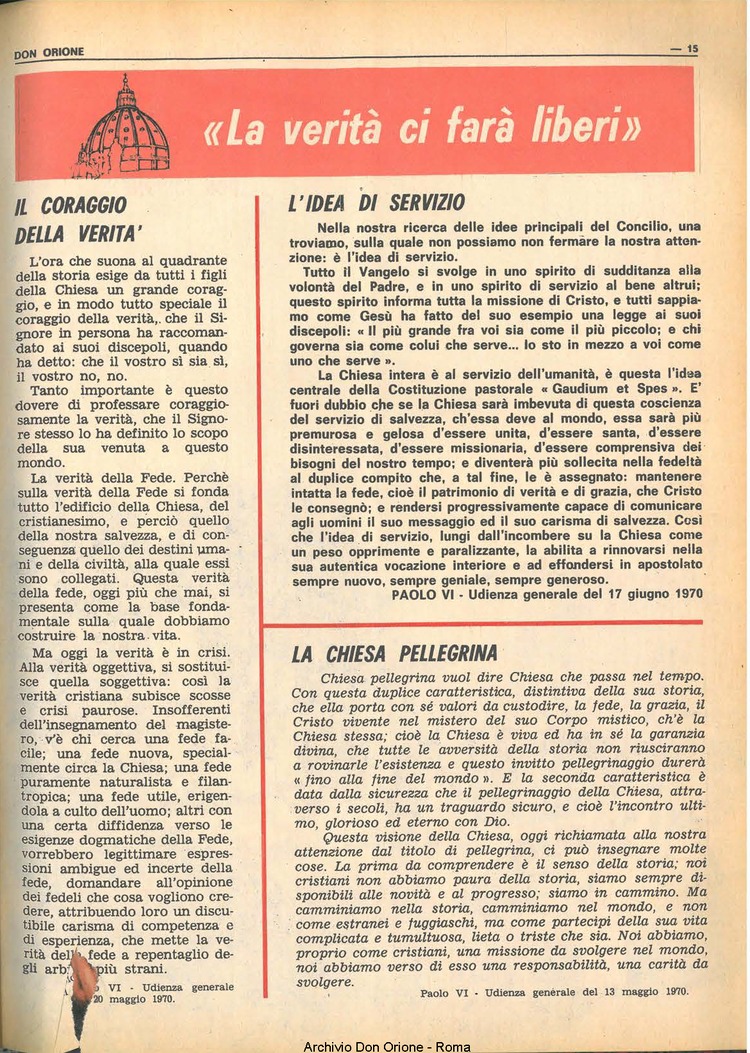 DON ORIONE
— 15
«La verità ci farà liberi»
IL CORAGGIO
DELLA VERITA'
L'ora che suona al quadrante
della storia esige da tutti i figli
della Chiesa un grande corag-
gio, e in modo tutto speciale il
coraggio della verità, che il Si-
gnore in persona ha raccoman-
dato ai suoi discepoli, quando
ha detto: che il vostro sì sia sì,
il vostro no, no.
Tanto importante è questo
dovere di professare coraggio-
samente la verità, che il Signo-
re stesso lo ha definito lo scopo
della sua venuta a questo
mondo.
La verità della Fede. Perchè
sulla verità della Fede si fonda
tutto l'edificio della Chiesa, del
cristianesimo, e perciò quello
della nostra salvezza, e di con-
seguenza quello dei destini uma-
ni e della civiltà, alla quale essi
sono collegati. Questa verità
della fede, oggi più che mai, si
presenta come la base fonda-
mentale sulla quale dobbiamo
costruire la nostra vita.
Ma oggi la verità è in crisi.
Alla verità oggettiva, si sostitui-
sce quella soggettiva: così la
verità cristiana subisce scosse
e crisi paurose. Insofferenti
dell'insegnamento del magiste-
ro, v'è chi cerca una fede fa-
cile; una fede nuova, special-
mente circa la Chiesa; una fede
puramente naturalista e filan-
tropica; una fede utile, erigen-
dola a culto dell'uomo; altri con
una certa diffidenza verso le
esigenze dogmatiche della Fede,
vorrebbero legittimare espres-
sioni ambigue ed incerte della
fede, domandare all'opinione
dei fedeli che cosa vogliono cre-
dere, attribuendo loro un discu-
tibile carisma di competenza e
di esperienza, che mette la ve-
rità della fede a repentaglio de-
gli arb più strani.
VI - Udienza generale
20 maggio 1970.
L'IDEA DI SERVIZIO
Nella nostra ricerca delle idee principali del Concilio, una
troviamo, sulla quale non possiamo non fermare la nostra atten-
zione: è l'idea di servizio.
Tutto il Vangelo si svolge in uno spirito di sudditanza alla
volontà del Padre, e in uno spirito di servizio al bene altrui;
questo spirito informa tutta la missione di Cristo, e tutti sappia-
mo come Gesù ha fatto del suo esempio una legge ai suoi
discepoli: « Il più grande fra voi sia come il più piccolo; e chi
governa sia come colui che serve... Io sto in mezzo a voi come
uno che serve ».
La Chiesa intera è al servizio dell'umanità, è questa l'idea
centrale della Costituzione pastorale « Gaudium et Spes ». E'
fuori dubbio che se la Chiesa sarà imbevuta di questa coscienza
del servizio di salvezza, ch'essa deve al mondo, essa sarà più
premurosa e gelosa d'essere unita, d'essere santa, d'essere
disinteressata, d'essere missionaria, d'essere comprensiva dei
bisogni del nostro tempo; e diventerà più sollecita nella fedeltà
al duplice compito che, a tal fine, le è assegnato: mantenere
intatta la fede, cioè il patrimonio di verità e di grazia, che Cristo
le consegnò; e rendersi progressivamente capace di comunicare
agli uomini il suo messaggio ed il suo carisma di salvezza. Così
che l'idea di servizio, lungi dall'incombere su la Chiesa come
un peso opprimente e paralizzante, la abilita a rinnovarsi nella
sua autentica vocazione interiore e ad effondersi in apostolato
sempre nuovo, sempre geniale, sempre generoso.
PAOLO VI - Udienza generale del 17 giugno 1970
LA CHIESA PELLEGRINA
Chiesa pellegrina vuol dire Chiesa che passa nel tempo.
Con questa duplice caratteristica, distintiva della sua storia,
che ella porta con sé valori da custodire, la fede, la grazia, il
Cristo vivente nel mistero del suo Corpo mistico, ch'è la
Chiesa stessa; cioè la Chiesa è viva ed ha in sé la garanzia
divina, che tutte le avversità della storia non riusciranno
a rovinarle l'esistenza e questo invitto pellegrinaggio durerà
« fino alla fine del mondo ». E la seconda caratteristica è
data dalla sicurezza che il pellegrinaggio della Chiesa, attra-
verso i secoli, ha un traguardo sicuro, e cioè l'incontro ulti-
mo, glorioso ed eterno con Dio.
Questa visione della Chiesa, oggi richiamata alla nostra
attenzione dal titolo di pellegrina, ci può insegnare molte
cose. La prima da comprendere è il senso della storia; noi
cristiani non abbiamo paura della storia, siamo sempre di-
sponibili alle novità e al progresso; siamo in cammino. Ma
camminiamo nella storia, camminiamo nel mondo, e non
come estranei e fuggiaschi, ma come partecipi della sua vita
complicata e tumultuosa, lieta o triste che sia. Noi abbiamo,
proprio come cristiani, una missione da svolgere nel mondo,
noi abbiamo verso di esso una responsabilità, una carità da
svolgere.
Paolo VI - Udienza generale del 13 maggio 1970.
Archivio Don Orione - Roma